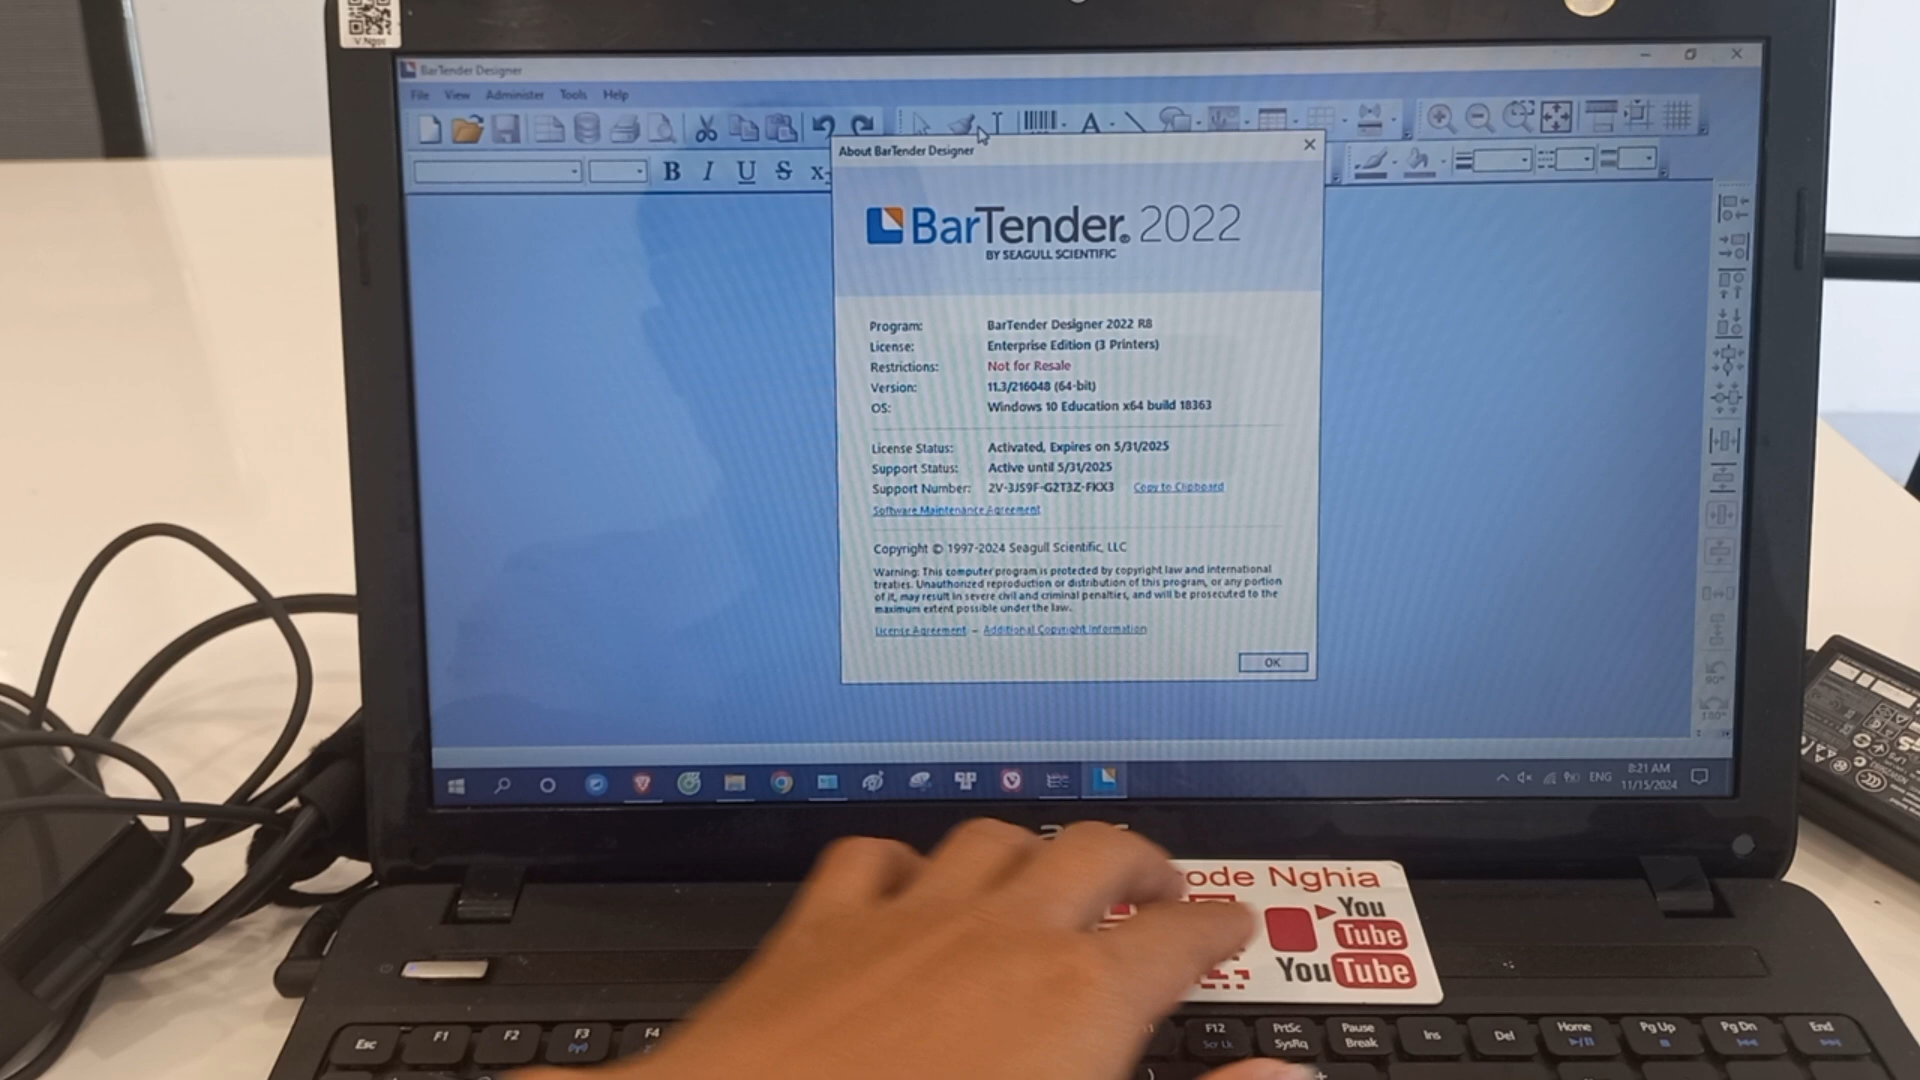 V.Ngos
BarTender Designer
File View Administer Tools Help
A
B I U S X
About BarTender Designer
BarTender® 2022
BY SEAGULL SCIENTIFIC
Program: BarTender Designer 2022 R8
License: Enterprise Edition (3 Printers)
Restrictions: Not for Resale
Version: 11.3/216048 (64-bit)
OS: Windows 10 Education x64 build 18363
License Status: Activated, Expires on 5/31/2025
Support Status: Active until 5/31/2025
Support Number: 2V-3JS9F-G2T3Z-FKX3 Copy to Clipboard
Software Maintenance Agreement
Copyright © 1997-2024 Seagull Scientific, LLC
Warning: This computer program is protected by copyright law and international
treaties. Unauthorized reproduction or distribution of this program, or any portion
of it, may result in severe civil and criminal penalties, and will be prosecuted to the
maximum extent possible under the law.
License Agreement - Additional Copyright Information
OK
90°
180°
ENG
8:21 AM
11/15/2024
ode Nghia
You
Tube
YouTube
Esc F1 F2 F3 F4 F12 PrtSc Pause Ins Del Home Pg Up Pg Dn End
Scr Lk SysRq Break